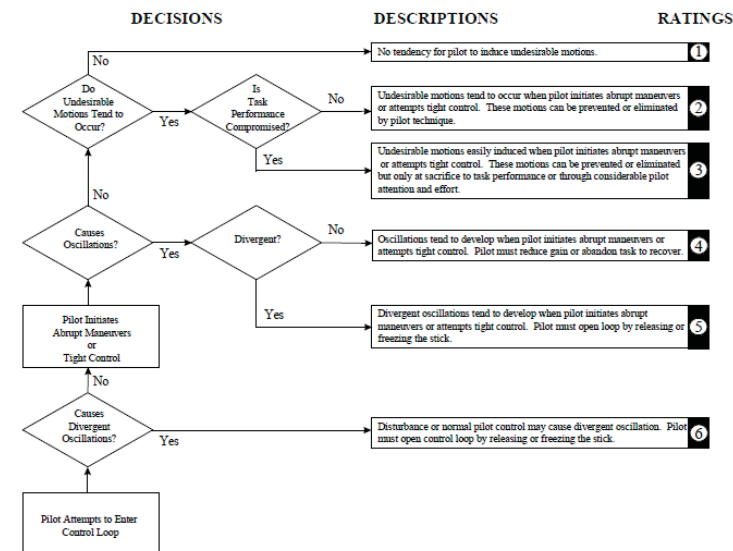 DECISIONS
DESCRIPTIONS
RATINGS
No tendency for pilot to induce undesirable motions.
1
No
Do
Undesirable
Motions Tend to
Occur?
Yes
Is
Task
Performance
Compromised?
No
Undesirable motions tend to occur when pilot initiates abrupt maneuvers
or attempts tight control. These motions can be prevented or eliminated
by pilot technique.
2
Yes
Undesirable motions easily induced when pilot initiates abrupt maneuvers
or attempts tight control. These motions can be prevented or eliminated
but only at sacrifice to task performance or through considerable pilot
attention and effort.
3
No
Causes
Oscillations?
Yes
Divergent?
No
Oscillations tend to develop when pilot initiates abrupt maneuvers or
attempts tight control. Pilot must reduce gain or abandon task to recover.
4
Yes
Divergent oscillations tend to develop when pilot initiates abrupt
maneuvers or attempts tight control. Pilot must open loop by releasing or
freezing the stick.
5
Pilot Initiates
Abrupt Maneuvers
or
Tight Control
No
Causes
Divergent
Oscillations?
Yes
Disturbance or normal pilot control may cause divergent oscillation. Pilot
must open control loop by releasing or freezing the stick.
6
Pilot Attempts to Enter
Control Loop